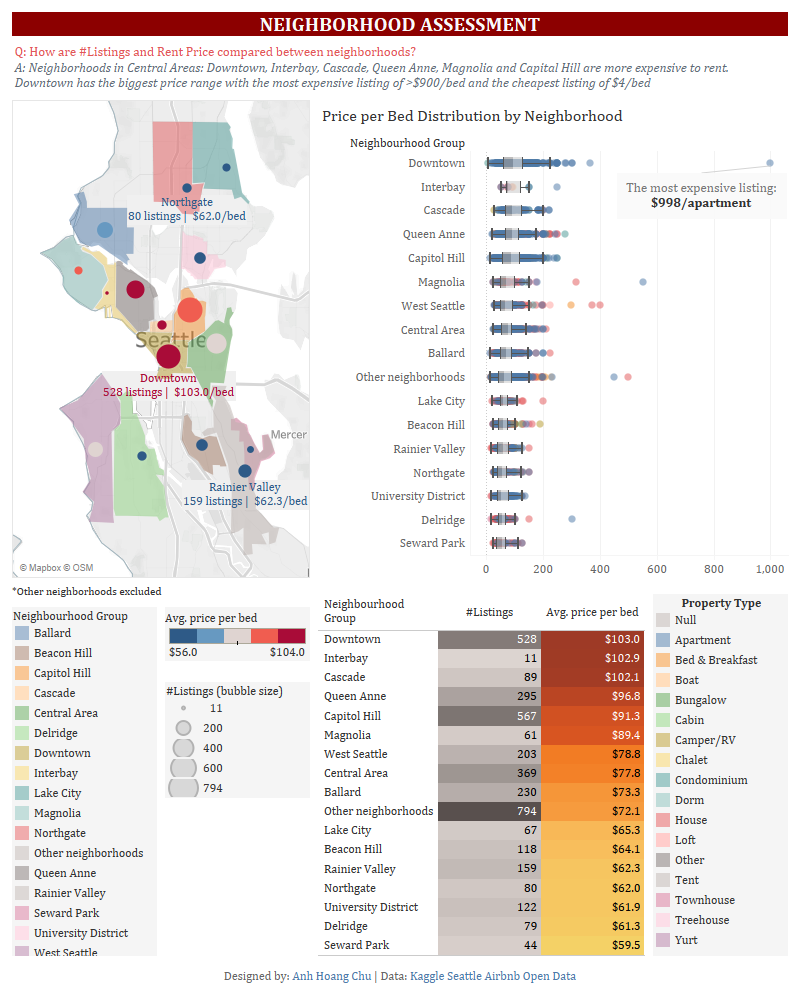 NEIGHBORHOOD ASSESSMENT
Q: How are #Listings and Rent Price compared between neighborhoods?
A: Neighborhoods in Central Areas: Downtown, Interbay, Cascade, Queen Anne, Magnolia and Capital Hill are more expensive to rent.
Downtown has the biggest price range with the most expensive listing of >$900/bed and the cheapest listing of $4/bed
Northgate
80 listings | $62.0/bed
Seattle
Downtown
528 listings | $103.0/bed
Mercer
Rainier Valley
159 listings | $62.3/bed
© Mapbox © OSM
*Other neighborhoods excluded
Price per Bed Distribution by Neighborhood
Neighbourhood Group
Downtown
Interbay
Cascade
Queen Anne
Capitol Hill
Magnolia
West Seattle
Central Area
Ballard
Other neighborhoods
Lake City
Beacon Hill
Rainier Valley
Northgate
University District
Delridge
Seward Park
The most expensive listing:
$998/apartment
0 200 400 600 800 1,000
Neighbourhood Group
Ballard
Beacon Hill
Capitol Hill
Cascade
Central Area
Delridge
Downtown
Interbay
Lake City
Magnolia
Northgate
Other neighborhoods
Queen Anne
Rainier Valley
Seward Park
University District
West Seattle
Avg. price per bed
$56.0 $104.0
#Listings (bubble size)
11
200
400
600
794
Neighbourhood
Group #Listings Avg. price per bed
Downtown 528 $103.0
Interbay 11 $102.9
Cascade 89 $102.1
Queen Anne 295 $96.8
Capitol Hill 567 $91.3
Magnolia 61 $89.4
West Seattle 203 $78.8
Central Area 369 $77.8
Ballard 230 $73.3
Other neighborhoods 794 $72.1
Lake City 67 $65.3
Beacon Hill 118 $64.1
Rainier Valley 159 $62.3
Northgate 80 $62.0
University District 122 $61.9
Delridge 79 $61.3
Seward Park 44 $59.5
Property Type
Null
Apartment
Bed & Breakfast
Boat
Bungalow
Cabin
Camper/RV
Chalet
Condominium
Dorm
House
Loft
Other
Tent
Townhouse
Treehouse
Yurt
Designed by: Anh Hoang Chu | Data: Kaggle Seattle Airbnb Open Data